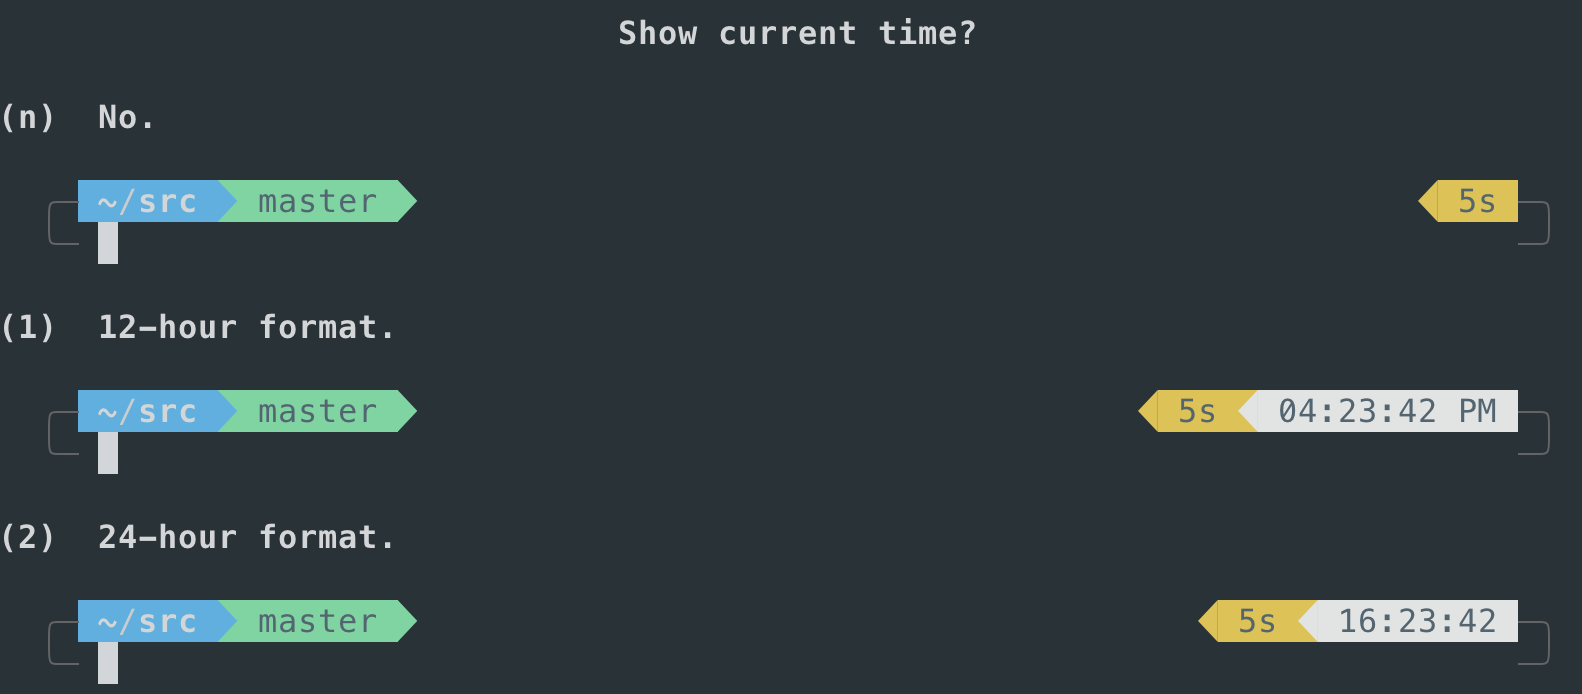 Show current time?
(n) No.
~/src master 5s
(1) 12-hour format.
~/src master 5s 04:23:42 PM
(2) 24-hour format.
~/src master 5s 16:23:42